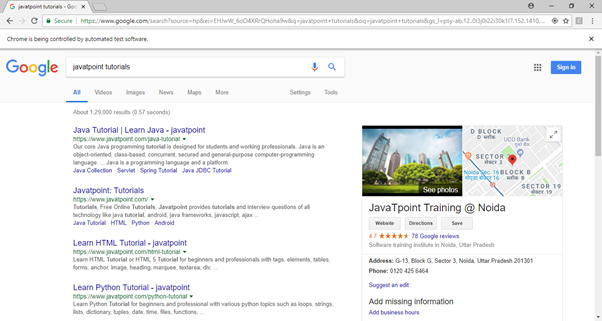 javatpoint tutorials - G
Secure
https://www.google.com/search?source=hp&ei=EHJwW_6oO4XRrQHoha9w&q=javatpoint+tutorials&oq=javatpoint+tutorials&gs_l=psy-ab.12..0i3j0i22i30k1l7.152.1410....
Chrome is being controlled by automated test software.
Google
javatpoint tutorials
Sign in
All Videos Images News Maps More Settings Tools
About 1,29,000 results (0.57 seconds)
Java Tutorial | Learn Java - javatpoint
https://www.javatpoint.com/java-tutorial
Our core Java programming tutorial is designed for students and working professionals. Java is an
object-oriented, class-based, concurrent, secured and general-purpose computer-programming
language. ... Java is a programming language and a platform.
Java Collection · Servlet · Spring Tutorial · Java JDBC Tutorial
Javatpoint: Tutorials
https://www.javatpoint.com/
Tutorials, Free Online Tutorials, Javatpoint provides tutorials and interview questions of all
technology like java tutorial, android, java frameworks, javascript, ajax ...
Java Tutorial · HTML · Python · Android
Learn HTML Tutorial - javatpoint
https://www.javatpoint.com/html-tutorial
Learn HTML Tutorial or HTML 5 Tutorial for beginners and professionals with tags, elements, tables,
forms, anchor, image, heading, marquee, textarea, div, ...
Learn Python Tutorial - javatpoint
https://www.javatpoint.com/python-tutorial
Learn Python Tutorial for beginners and professional with various python topics such as loops, strings,
lists, dictionary, tuples, date, time, files, functions, ...
See photos
D BLOCK
डी ब्लॉक
UCO Bank
SECTOR 3
सेक्टर 3
Noida Sec. 16
BLOCK B
SECTOR
SECTOR 19
JavaTpoint Training @ Noida
Website Directions Save
4.7 78 Google reviews
Software training institute in Noida, Uttar Pradesh
Address: G-13, Block G, Sector 3, Noida, Uttar Pradesh 201301
Phone: 0120 425 6464
Suggest an edit
Add missing information
Add business hours